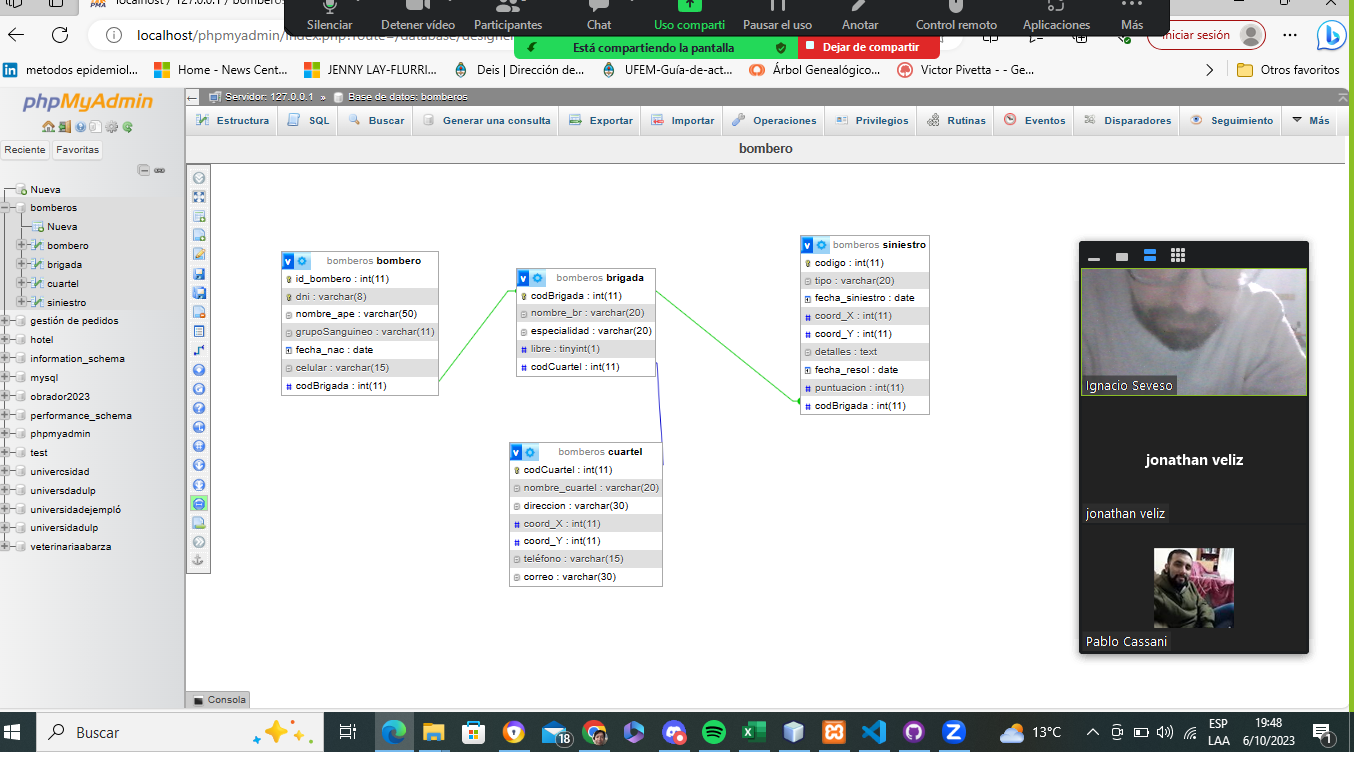 localhost / 127.0.0.1 / bomberos
Silenciar
Detener vídeo
Participantes
Chat
Uso comparti
Pausar el uso
Anotar
Control remoto
Aplicaciones
Más
localhost/phpmyadmin/index.php?route=/database/designer
Iniciar sesión
Está compartiendo la pantalla
Dejar de compartir
metodos epidemiol...
Home - News Cent...
JENNY LAY-FLURRI...
Deis | Dirección de...
UFEM-Guía-de-act...
Árbol Genealógico...
Victor Pivetta - - Ge...
Otros favoritos
phpMyAdmin
Reciente
Favoritas
Nueva
bomberos
Nueva
bombero
brigada
cuartel
siniestro
gestión de pedidos
hotel
information_schema
mysql
obrador2023
performance_schema
phpmyadmin
test
univercsidad
universdadulp
universidadejempló
universidadulp
veterinariaabarza
Servidor: 127.0.0.1 » Base de datos: bomberos
Estructura
SQL
Buscar
Generar una consulta
Exportar
Importar
Operaciones
Privilegios
Rutinas
Eventos
Disparadores
Seguimiento
Más
bombero
v bomberos bombero
id_bombero : int(11)
dni : varchar(8)
nombre_ape : varchar(50)
grupoSanguineo : varchar(11)
fecha_nac : date
celular : varchar(15)
# codBrigada : int(11)
v bomberos brigada
codBrigada : int(11)
nombre_br : varchar(20)
especialidad : varchar(20)
# libre : tinyint(1)
# codCuartel : int(11)
v bomberos siniestro
codigo : int(11)
tipo : varchar(20)
fecha_siniestro : date
# coord_X : int(11)
# coord_Y : int(11)
detalles : text
fecha_resol : date
# puntuacion : int(11)
# codBrigada : int(11)
v bomberos cuartel
codCuartel : int(11)
nombre_cuartel : varchar(20)
direccion : varchar(30)
# coord_X : int(11)
# coord_Y : int(11)
teléfono : varchar(15)
correo : varchar(30)
Ignacio Seveso
jonathan veliz
jonathan veliz
Pablo Cassani
Consola
Buscar
18
13°C
ESP
LAA
19:48
6/10/2023
1